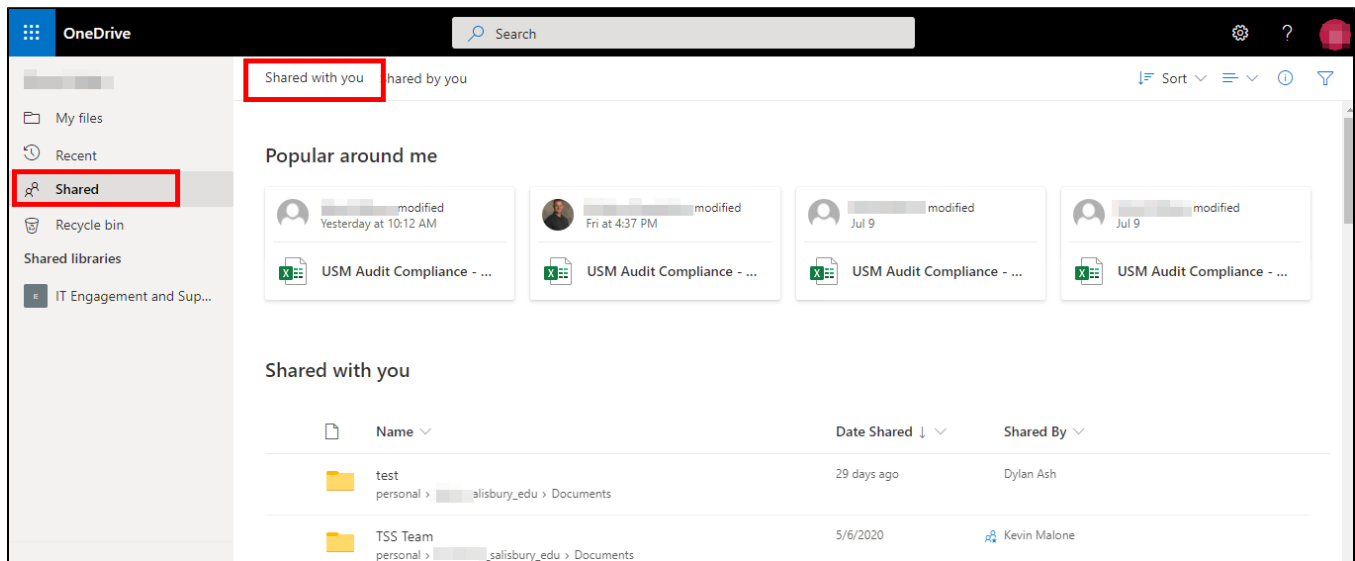 OneDrive
Search
?
Shared with you
hared by you
Sort
My files
Recent
Shared
Recycle bin
Shared libraries
E IT Engagement and Sup...
Popular around me
modified
Yesterday at 10:12 AM
USM Audit Compliance - ...
modified
Fri at 4:37 PM
USM Audit Compliance - ...
modified
Jul 9
USM Audit Compliance - ...
modified
Jul 9
USM Audit Compliance - ...
Shared with you
Name
Date Shared ↓
Shared By
test
personal › alisbury_edu › Documents
29 days ago
Dylan Ash
TSS Team
personal › _salisbury_edu › Documents
5/6/2020
Kevin Malone